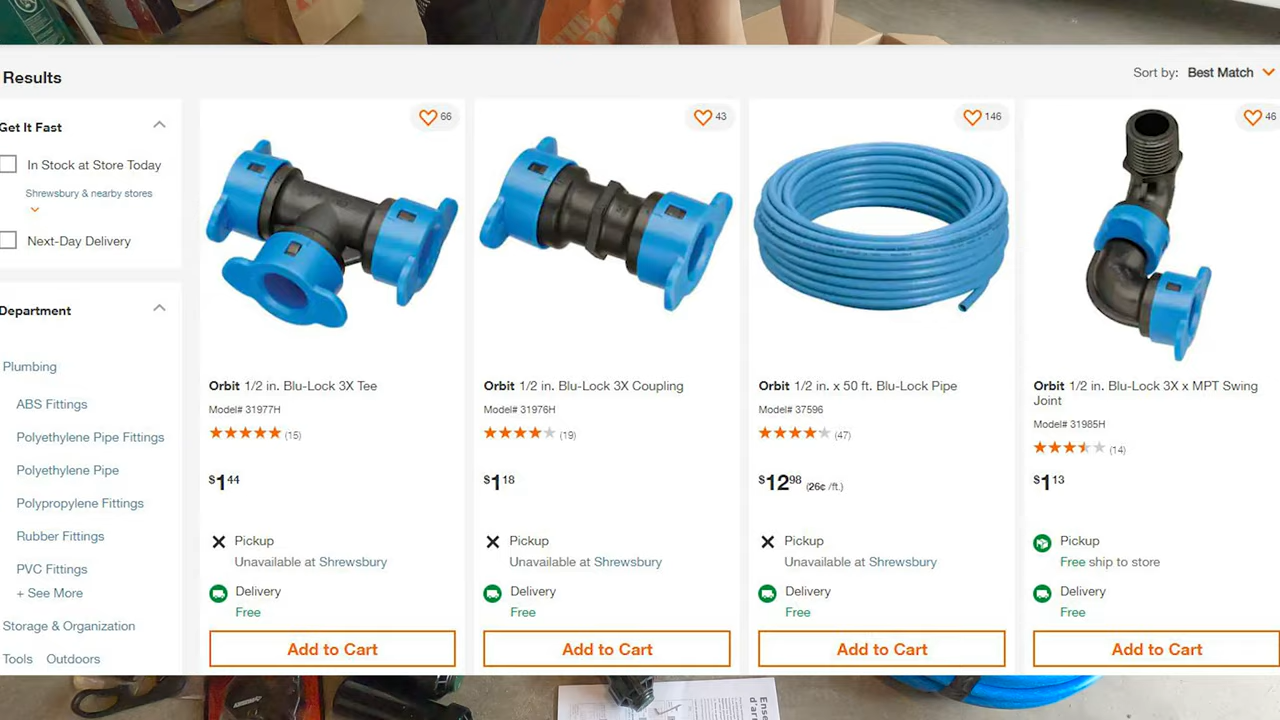 THE
Results
Sort by: Best Match
Get It Fast
In Stock at Store Today
Shrewsbury & nearby stores
Next-Day Delivery
Department
Plumbing
ABS Fittings
Polyethylene Pipe Fittings
Polyethylene Pipe
Polypropylene Fittings
Rubber Fittings
PVC Fittings
+ See More
Storage & Organization
Tools Outdoors
66
Orbit 1/2 in. Blu-Lock 3X Tee
Model# 31977H
(15)
$1 44
Pickup
Unavailable at Shrewsbury
Delivery
Free
Add to Cart
43
Orbit 1/2 in. Blu-Lock 3X Coupling
Model# 31976H
(19)
$1 18
Pickup
Unavailable at Shrewsbury
Delivery
Free
Add to Cart
146
Orbit 1/2 in. x 50 ft. Blu-Lock Pipe
Model# 37596
(47)
$12 98 (26¢ /ft.)
Pickup
Unavailable at Shrewsbury
Delivery
Free
Add to Cart
46
Orbit 1/2 in. Blu-Lock 3X x MPT Swing
Joint
Model# 31985H
(14)
$1 13
Pickup
Free ship to store
Delivery
Free
Add to Cart